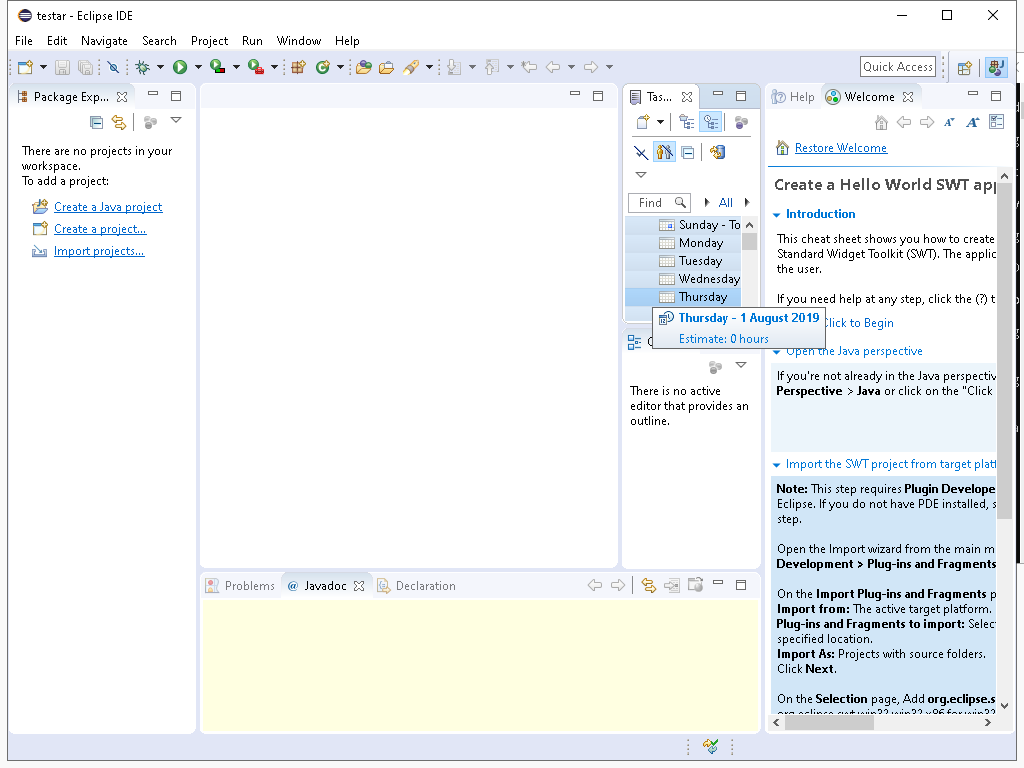 testar - Eclipse IDE
File Edit Navigate Search Project Run Window Help
Quick Access
Package Exp...
There are no projects in your
workspace.
To add a project:
Create a Java project
Create a project...
Import projects...
Tas...
Find
All
Sunday - To
Monday
Tuesday
Wednesday
Thursday
Thursday - 1 August 2019
Estimate: 0 hours
There is no active
editor that provides an
outline.
Help
Welcome
Restore Welcome
Create a Hello World SWT app
Introduction
This cheat sheet shows you how to create
Standard Widget Toolkit (SWT). The applic
the user.
If you need help at any step, click the (?) t
Click to Begin
Open the Java perspective
If you're not already in the Java perspectiv
Perspective > Java or click on the "Click
Import the SWT project from target platf
Note: This step requires Plugin Develope
Eclipse. If you do not have PDE installed, s
step.
Open the Import wizard from the main m
Development > Plug-ins and Fragments
On the Import Plug-ins and Fragments p
Import from: The active target platform.
Plug-ins and Fragments to import: Select
specified location.
Import As: Projects with source folders.
Click Next.
On the Selection page, Add org.eclipse.s
Problems
@ Javadoc
Declaration